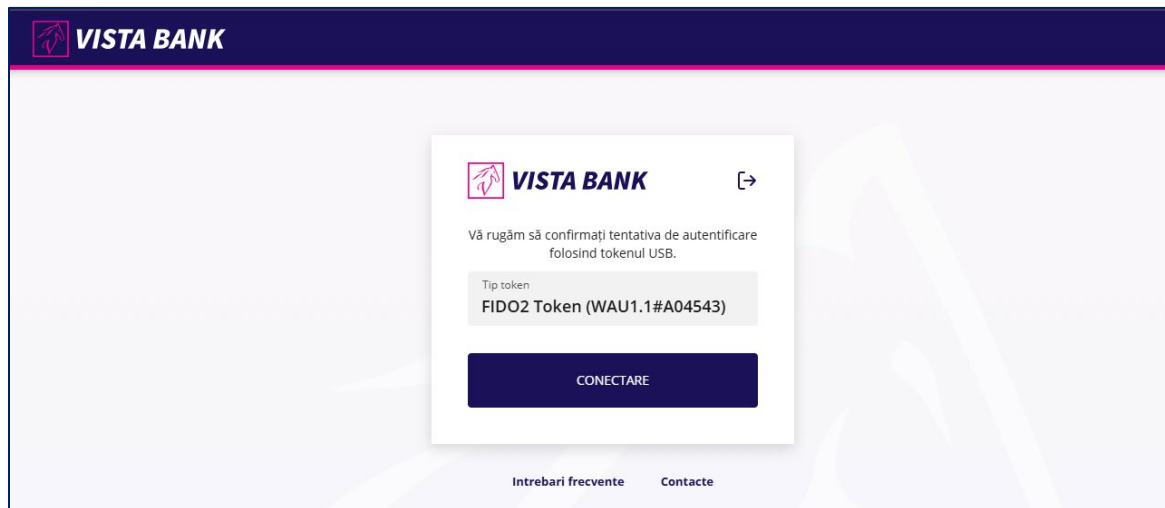 VISTA BANK
VISTA BANK
Vă rugăm să confirmați tentativa de autentificare
folosind tokenul USB.
Tip token
FIDO2 Token (WAU1.1#A04543)
CONECTARE
Intrebari frecvente Contacte